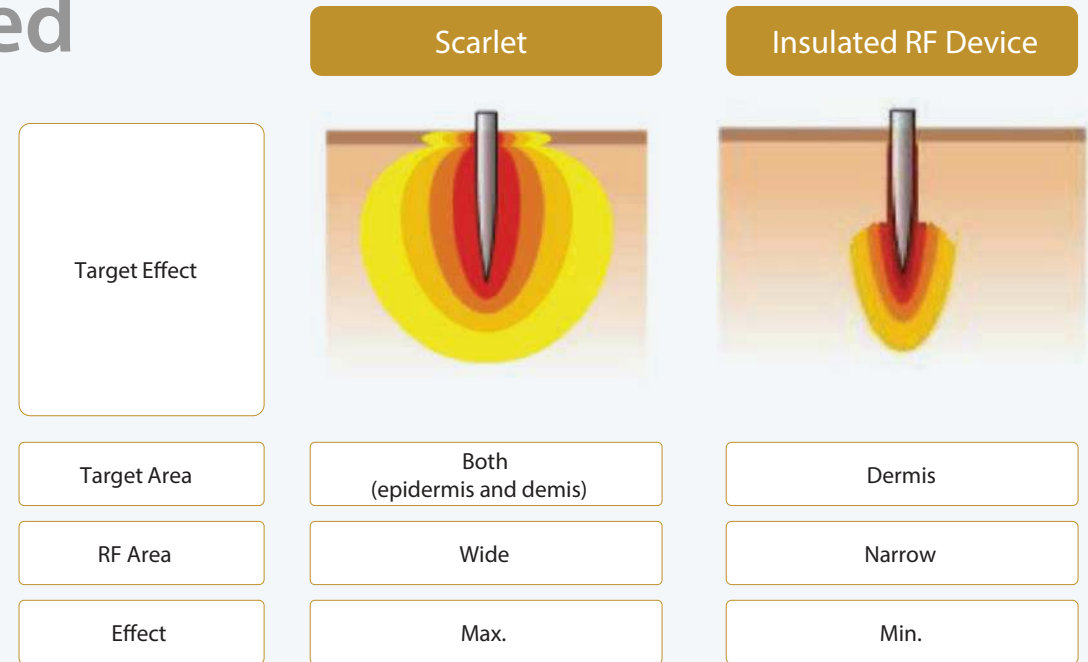 ed
Scarlet
Insulated RF Device
Target Effect
Target Area
Both
(epidermis and demis)
Dermis
RF Area
Wide
Narrow
Effect
Max.
Min.